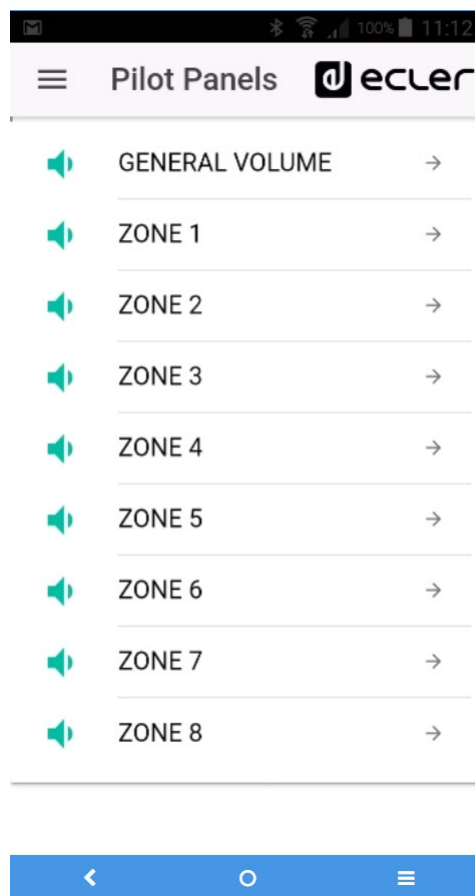 100% 11:12
Pilot Panels ecler
GENERAL VOLUME
ZONE 1
ZONE 2
ZONE 3
ZONE 4
ZONE 5
ZONE 6
ZONE 7
ZONE 8